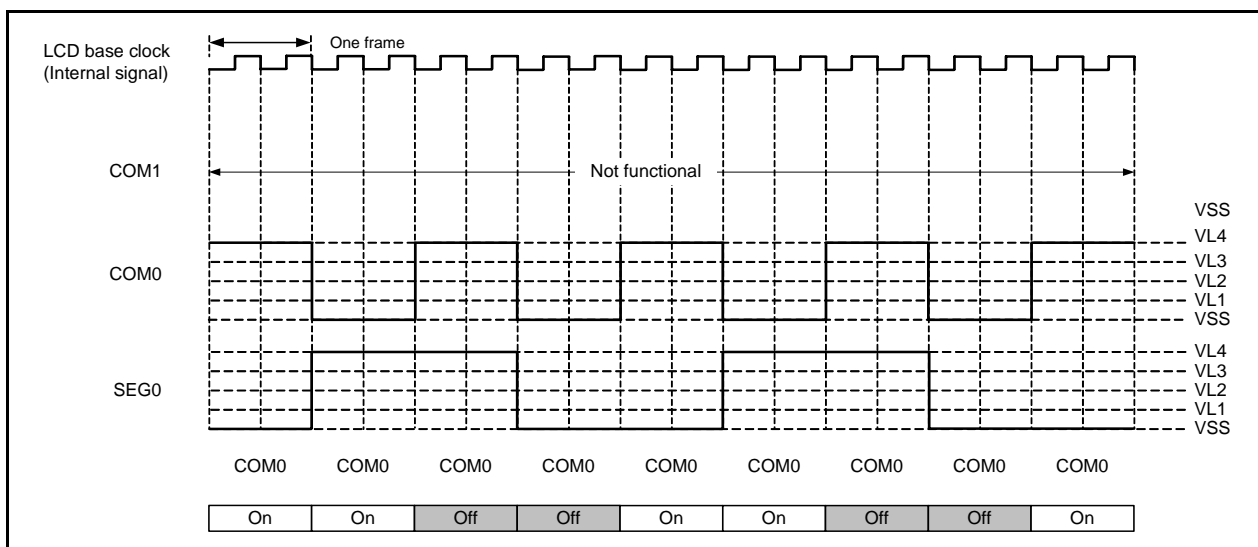 LCD base clock
(Internal signal)
One frame
COM1
Not functional
VSS
COM0
VL4
VL3
VL2
VL1
VSS
SEG0
VL4
VL3
VL2
VL1
VSS
COM0 COM0 COM0 COM0 COM0 COM0 COM0 COM0 COM0
On On Off Off On On Off Off On